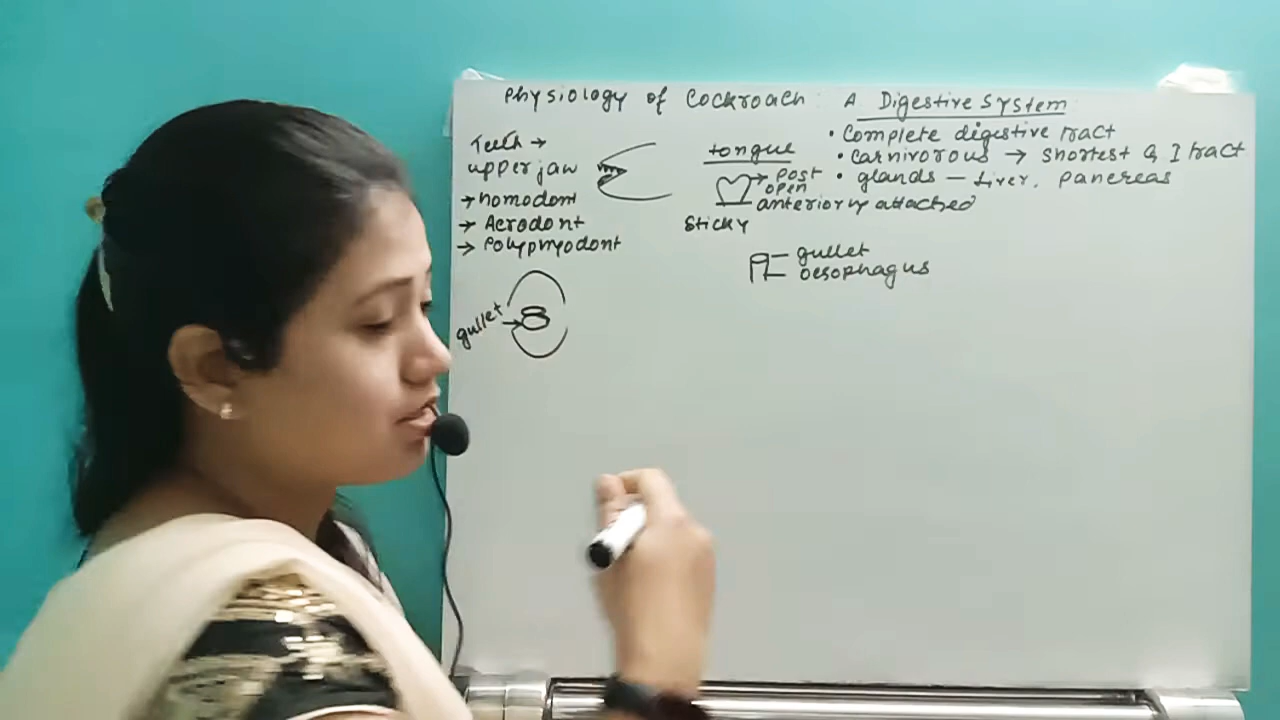 Physiology of Cockroach : A Digestive System
Teeth →
upper jaw
→ Homodont
→ Acrodont
→ Polyphyodont
gullet
tongue
post
open
anteriorly attached
Sticky
• Complete digestive tract
• Carnivorous → shortest G I tract
• glands — Liver, Pancreas
gullet
oesophagus